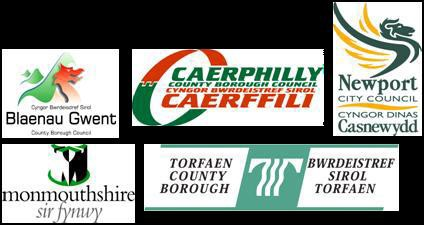 Cyngor Bwrdeistref Sirol
Blaenau Gwent
County Borough Council
CAERPHILLY
COUNTY BOROUGH COUNCIL
CYNGOR BWRDEISTREF SIROL
CAERFFILI
Newport
CITY COUNCIL
CYNGOR DINAS
Casnewydd
monmouthshire
sir fynwy
TORFAEN
COUNTY
BOROUGH
BWRDEISTREF
SIROL
TORFAEN